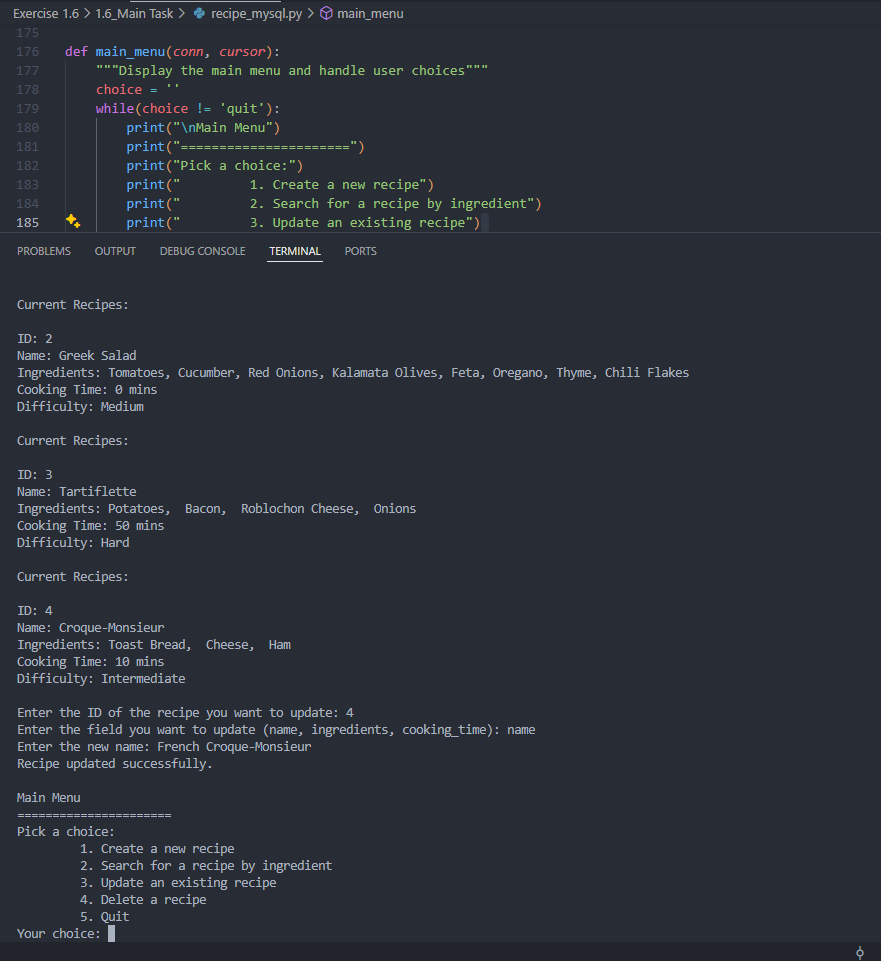 Exercise 1.6 > 1.6_Main Task > recipe_mysql.py > main_menu
175
176 def main_menu(conn, cursor):
177 """Display the main menu and handle user choices"""
178 choice = ''
179 while(choice != 'quit'):
180 print("\nMain Menu")
181 print("======================")
182 print("Pick a choice:")
183 print("         1. Create a new recipe")
184 print("         2. Search for a recipe by ingredient")
185 print("         3. Update an existing recipe")
PROBLEMS OUTPUT DEBUG CONSOLE TERMINAL PORTS
Current Recipes:
ID: 2
Name: Greek Salad
Ingredients: Tomatoes, Cucumber, Red Onions, Kalamata Olives, Feta, Oregano, Thyme, Chili Flakes
Cooking Time: 0 mins
Difficulty: Medium
Current Recipes:
ID: 3
Name: Tartiflette
Ingredients: Potatoes,  Bacon,  Roblochon Cheese,  Onions
Cooking Time: 50 mins
Difficulty: Hard
Current Recipes:
ID: 4
Name: Croque-Monsieur
Ingredients: Toast Bread,  Cheese,  Ham
Cooking Time: 10 mins
Difficulty: Intermediate
Enter the ID of the recipe you want to update: 4
Enter the field you want to update (name, ingredients, cooking_time): name
Enter the new name: French Croque-Monsieur
Recipe updated successfully.
Main Menu
======================
Pick a choice:
1. Create a new recipe
2. Search for a recipe by ingredient
3. Update an existing recipe
4. Delete a recipe
5. Quit
Your choice: